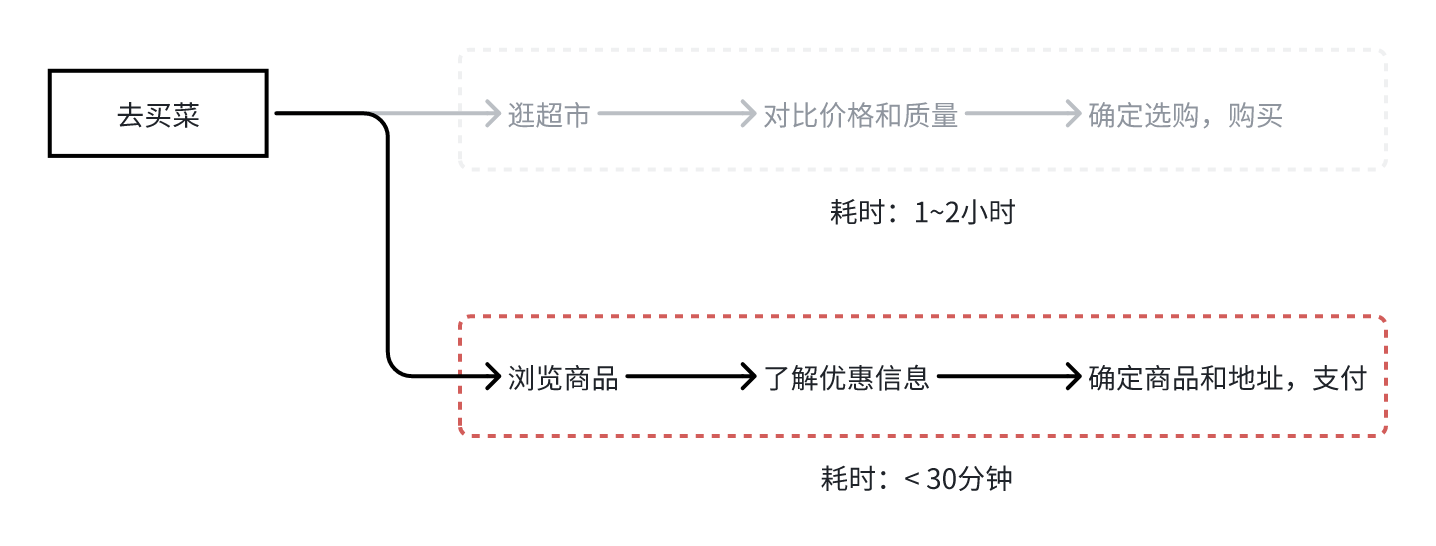 去买菜
逛超市
对比价格和质量
确定选购，购买
耗时：1~2小时
浏览商品
了解优惠信息
确定商品和地址，支付
耗时：< 30分钟